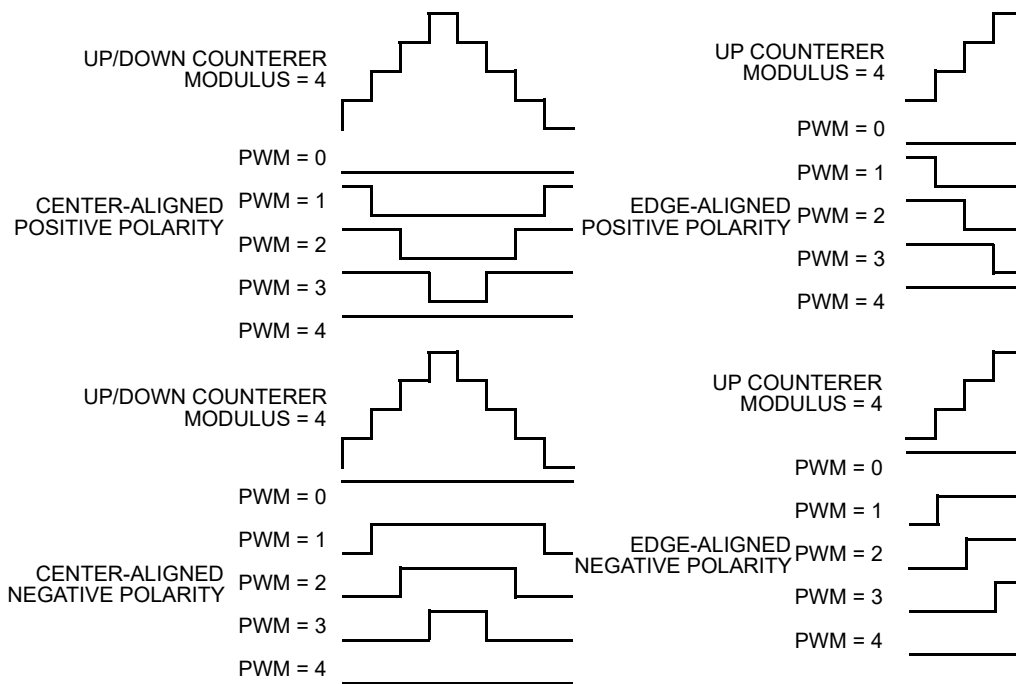 UP/DOWN COUNTERER
MODULUS = 4
PWM = 0
CENTER-ALIGNED
POSITIVE POLARITY
PWM = 1
PWM = 2
PWM = 3
PWM = 4
UP COUNTERER
MODULUS = 4
PWM = 0
PWM = 1
EDGE-ALIGNED
POSITIVE POLARITY
PWM = 2
PWM = 3
PWM = 4
UP/DOWN COUNTERER
MODULUS = 4
PWM = 0
PWM = 1
CENTER-ALIGNED
NEGATIVE POLARITY
PWM = 2
PWM = 3
PWM = 4
UP COUNTERER
MODULUS = 4
PWM = 0
PWM = 1
EDGE-ALIGNED
NEGATIVE POLARITY
PWM = 2
PWM = 3
PWM = 4